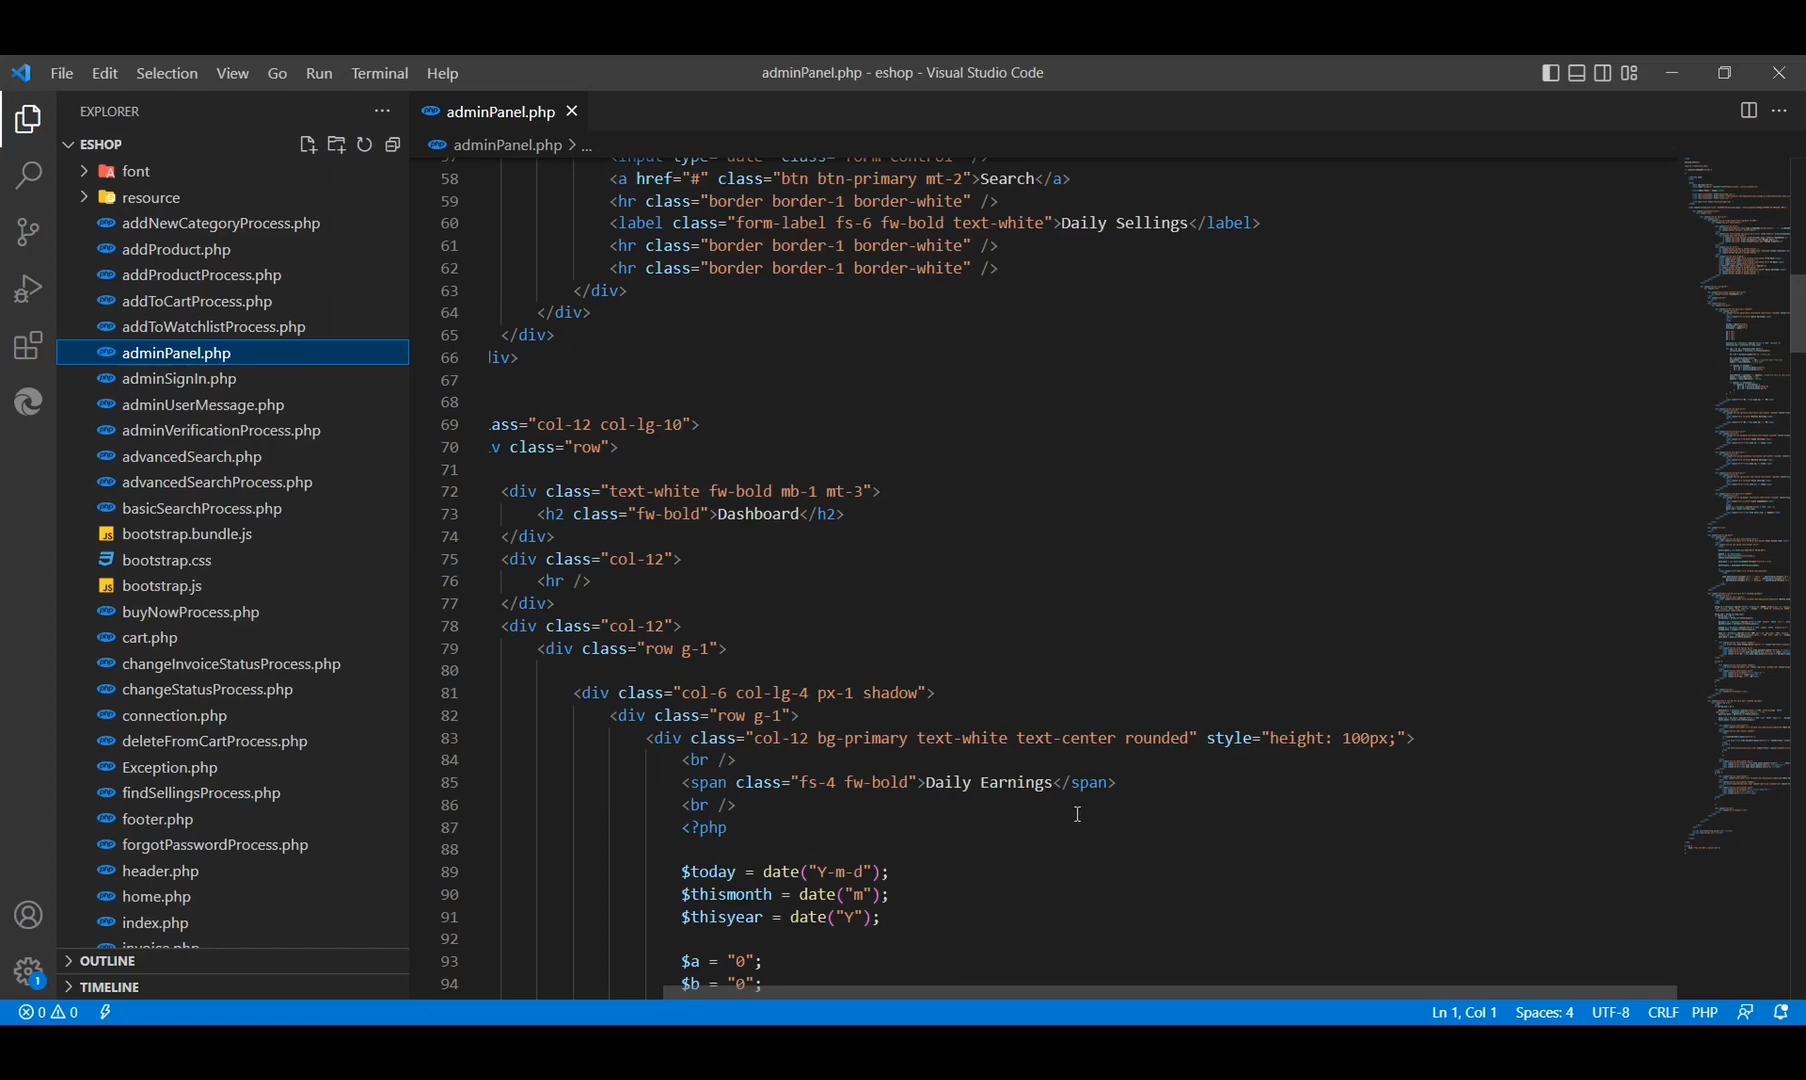 File Edit Selection View Go Run Terminal Help
adminPanel.php - eshop - Visual Studio Code
EXPLORER
ESHOP
font
resource
addNewCategoryProcess.php
addProduct.php
addProductProcess.php
addToCartProcess.php
addToWatchlistProcess.php
adminPanel.php
adminSignIn.php
adminUserMessage.php
adminVerificationProcess.php
advancedSearch.php
advancedSearchProcess.php
basicSearchProcess.php
JS bootstrap.bundle.js
bootstrap.css
JS bootstrap.js
buyNowProcess.php
cart.php
changeInvoiceStatusProcess.php
changeStatusProcess.php
connection.php
deleteFromCartProcess.php
Exception.php
findSellingsProcess.php
footer.php
forgotPasswordProcess.php
header.php
home.php
index.php
invoice.php
OUTLINE
TIMELINE
1
adminPanel.php
adminPanel.php > ...
57 <input type="date" class="form-control" />
58 <a href="#" class="btn btn-primary mt-2">Search</a>
59 <hr class="border border-1 border-white" />
60 <label class="form-label fs-6 fw-bold text-white">Daily Sellings</label>
61 <hr class="border border-1 border-white" />
62 <hr class="border border-1 border-white" />
63 </div>
64 </div>
65 </div>
66 div>
67
68
69 ass="col-12 col-lg-10">
70 v class="row">
71
72 <div class="text-white fw-bold mb-1 mt-3">
73 <h2 class="fw-bold">Dashboard</h2>
74 </div>
75 <div class="col-12">
76 <hr />
77 </div>
78 <div class="col-12">
79 <div class="row g-1">
80
81 <div class="col-6 col-lg-4 px-1 shadow">
82 <div class="row g-1">
83 <div class="col-12 bg-primary text-white text-center rounded" style="height: 100px;">
84 <br />
85 <span class="fs-4 fw-bold">Daily Earnings</span>
86 <br />
87 <?php
88
89 $today = date("Y-m-d");
90 $thismonth = date("m");
91 $thisyear = date("Y");
92
93 $a = "0";
94 $b = "0";
0 0
Ln 1, Col 1 Spaces: 4 UTF-8 CRLF PHP